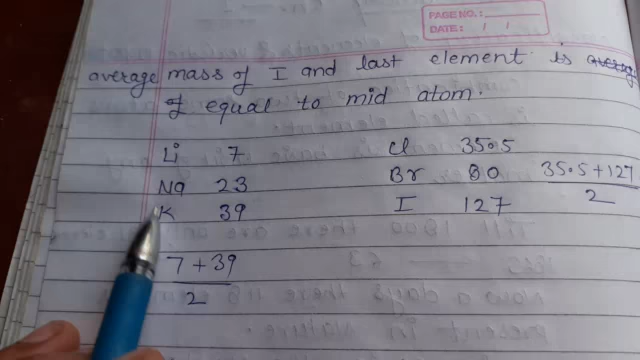 PAGE NO.:
DATE: / /
average mass of I and last element is
of equal to mid atom.
Li 7 Cl 35.5
Na 23 Br 80 35.5 + 127
K 39 I 127 2
7 + 39
2